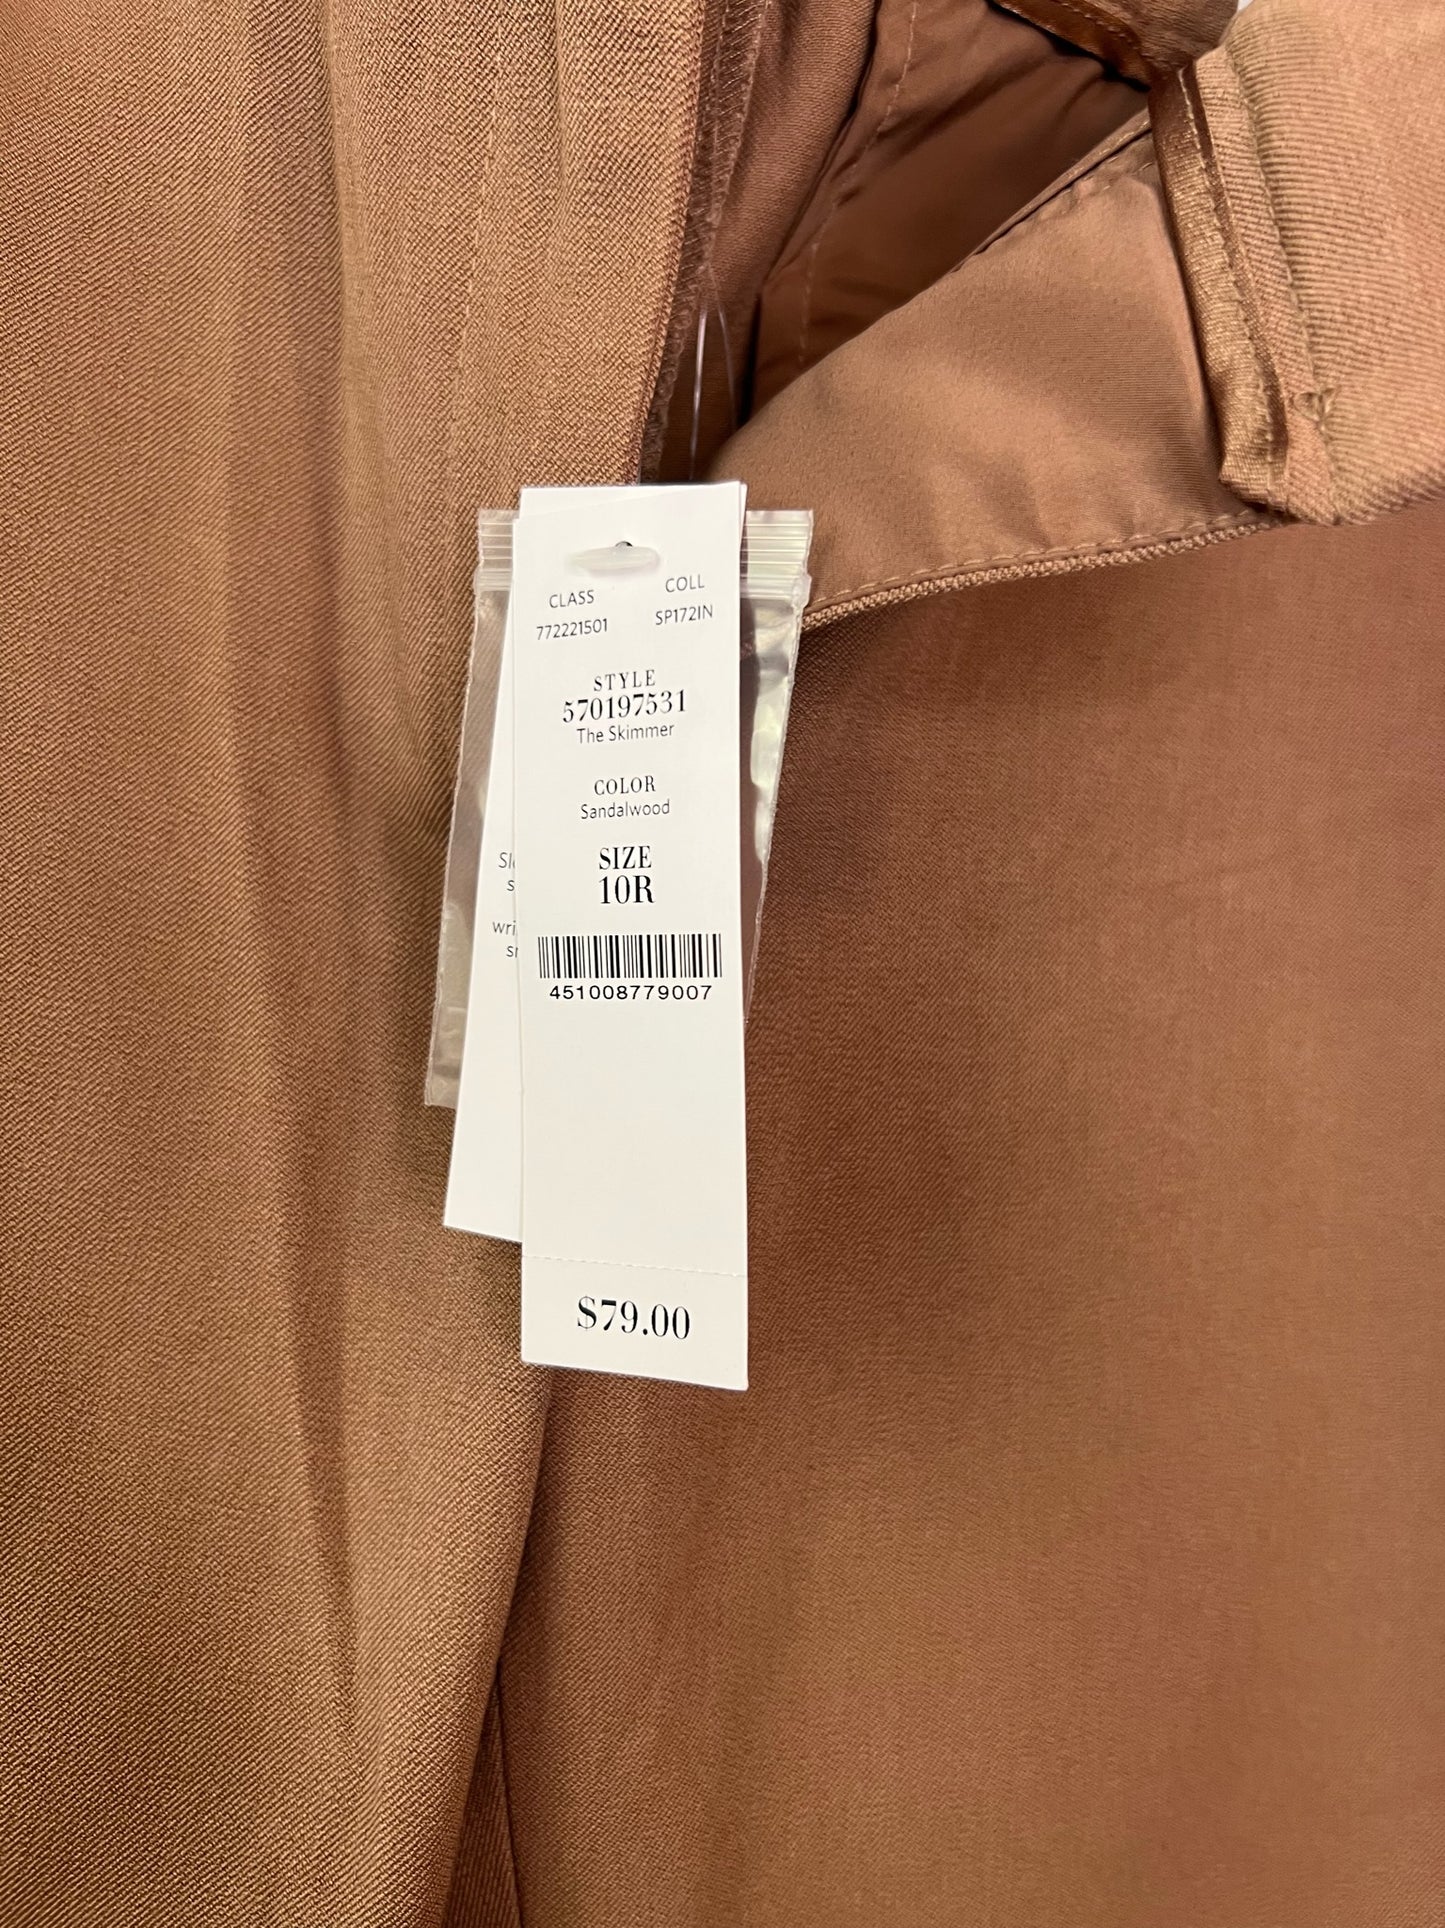 CLASS COLL
772221501 SP172IN
STYLE
570197531
The Skimmer
COLOR
Sandalwood
SIZE
10R
451008779007
$79.00